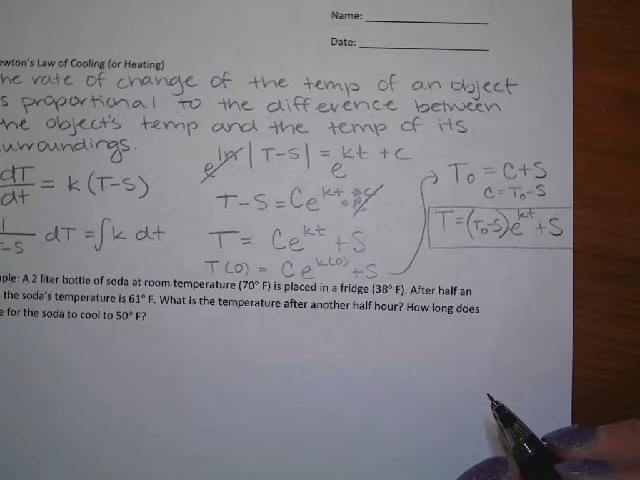 Name:
Date:
ewton's Law of Cooling (or Heating)
he rate of change of the temp of an object
s proportional to the difference between
he object's temp and the temp of its
urroundings.
e ln |T-S| = kt + c
e
dT/dt = k (T-S)
T-S = Ce^kt
-S dT = ∫k dt
T = Ce^kt + S
T(0) = Ce^k(0) + S
T₀ = C + S
C = T₀ - S
T = (T₀-S)e^kt + S
ple: A 2 liter bottle of soda at room temperature (70° F) is placed in a fridge (38° F). After half an
the soda's temperature is 61° F. What is the temperature after another half hour? How long does
e for the soda to cool to 50° F?